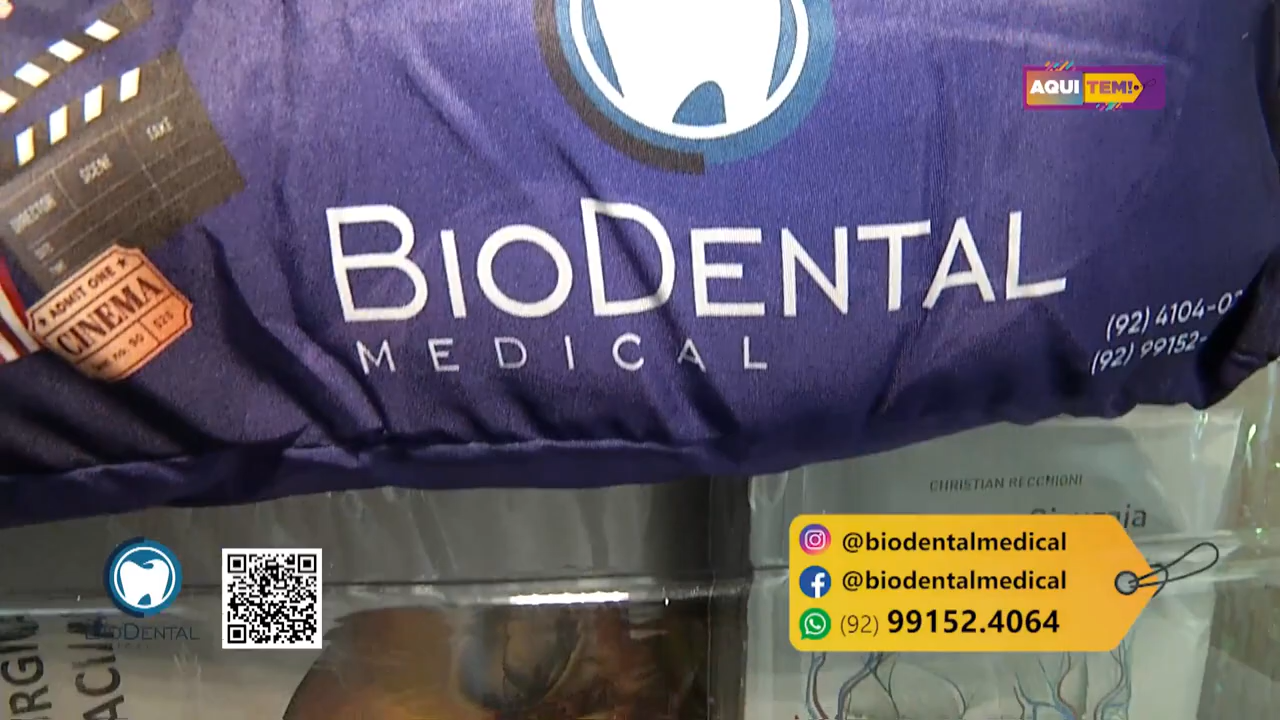 AQUI TEM!
DIRECTOR
SCENE
TAKE
ADMIT ONE
CINEMA
BIODENTAL
MEDICAL
(92) 4104-0
(92) 99152-
CHRISTIAN RECCHIONI
@biodentalmedical
@biodentalmedical
(92) 99152.4064
BIODENTAL